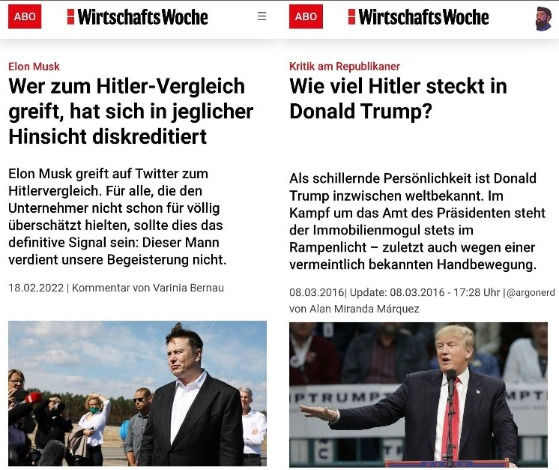 ABO
WirtschaftsWoche
Elon Musk
Wer zum Hitler-Vergleich
greift, hat sich in jeglicher
Hinsicht diskreditiert
Elon Musk greift auf Twitter zum
Hitlervergleich. Für alle, die den
Unternehmer nicht schon für völlig
überschätzt hielten, sollte dies das
definitive Signal sein: Dieser Mann
verdient unsere Begeisterung nicht.
18.02.2022 | Kommentar von Varinia Bernau
ABO
WirtschaftsWoche
Kritik am Republikaner
Wie viel Hitler steckt in
Donald Trump?
Als schillernde Persönlichkeit ist Donald
Trump inzwischen weltbekannt. Im
Kampf um das Amt des Präsidenten steht
der Immobilienmogul stets im
Rampenlicht – zuletzt auch wegen einer
vermeintlich bekannten Handbewegung.
08.03.2016| Update: 08.03.2016 - 17:28 Uhr |@argonerd
von Alan Miranda Márquez
TRUMP